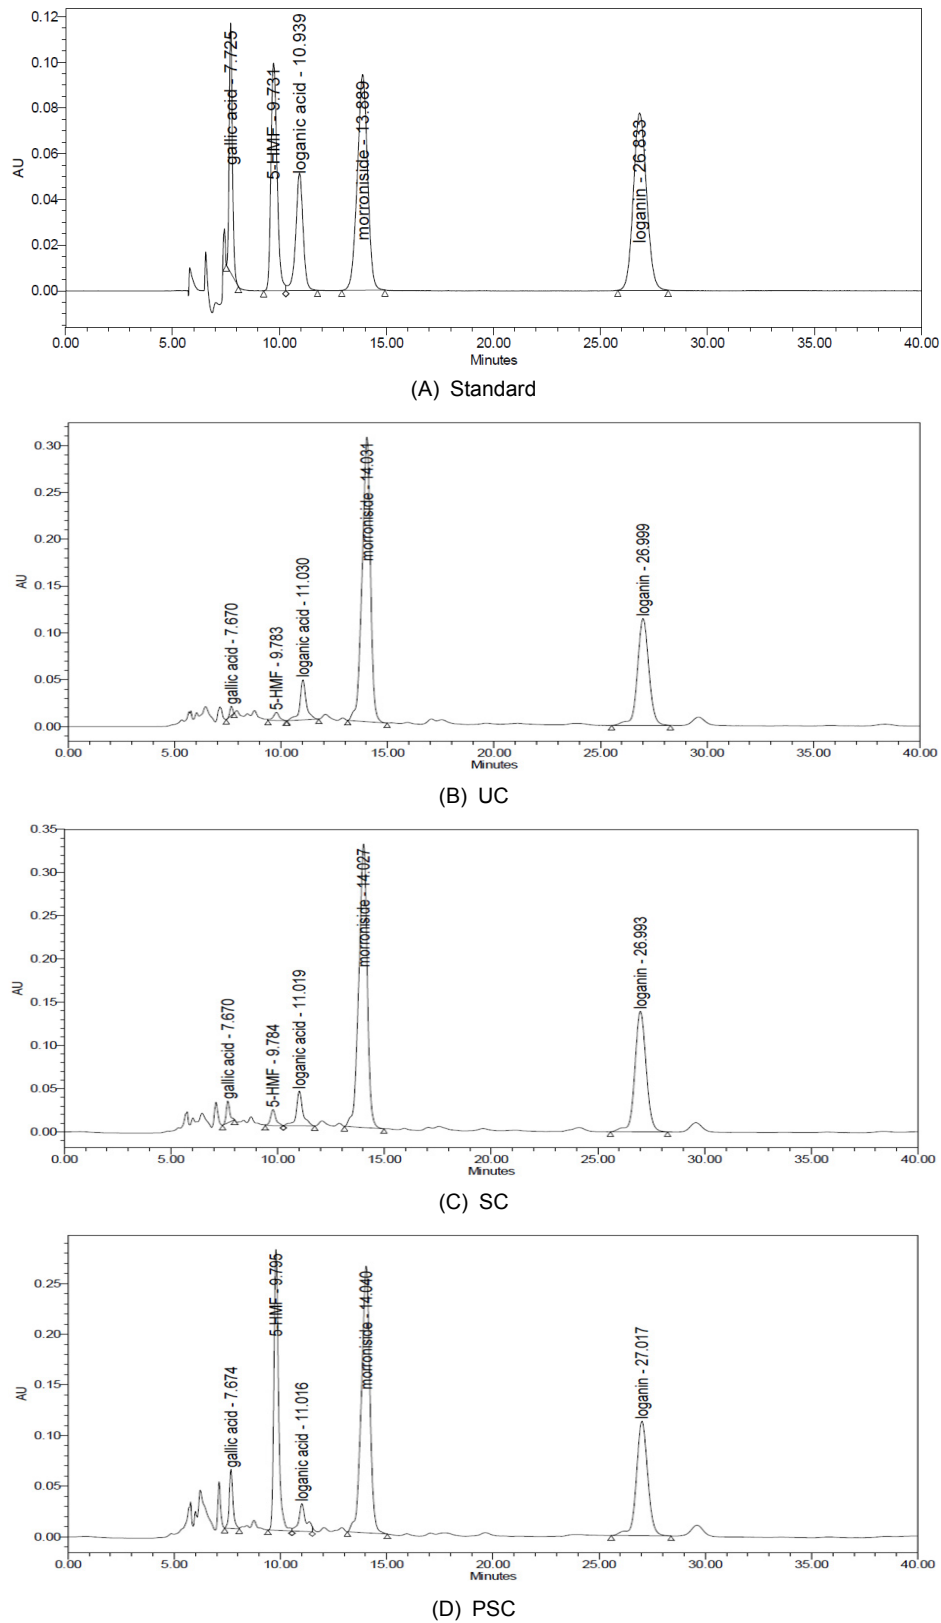 0.12
0.10
0.08
0.06
0.04
0.02
0.00
AU
gallic acid - 7.725
5-HMF - 9.731
loganic acid - 10.939
morroniside - 13.889
loganin - 26.833
0.00 5.00 10.00 15.00 20.00 25.00 30.00 35.00 40.00
Minutes
(A) Standard
0.30
0.25
0.20
0.15
0.10
0.05
0.00
AU
gallic acid - 7.670
5-HMF - 9.783
loganic acid - 11.030
morroniside - 14.031
loganin - 26.999
0.00 5.00 10.00 15.00 20.00 25.00 30.00 35.00 40.00
Minutes
(B) UC
0.35
0.30
0.25
0.20
0.15
0.10
0.05
0.00
AU
gallic acid - 7.670
5-HMF - 9.784
loganic acid - 11.019
morroniside - 14.027
loganin - 26.993
0.00 5.00 10.00 15.00 20.00 25.00 30.00 35.00 40.00
Minutes
(C) SC
0.25
0.20
0.15
0.10
0.05
0.00
AU
gallic acid - 7.674
5-HMF - 9.795
loganic acid - 11.016
morroniside - 14.040
loganin - 27.017
0.00 5.00 10.00 15.00 20.00 25.00 30.00 35.00 40.00
Minutes
(D) PSC